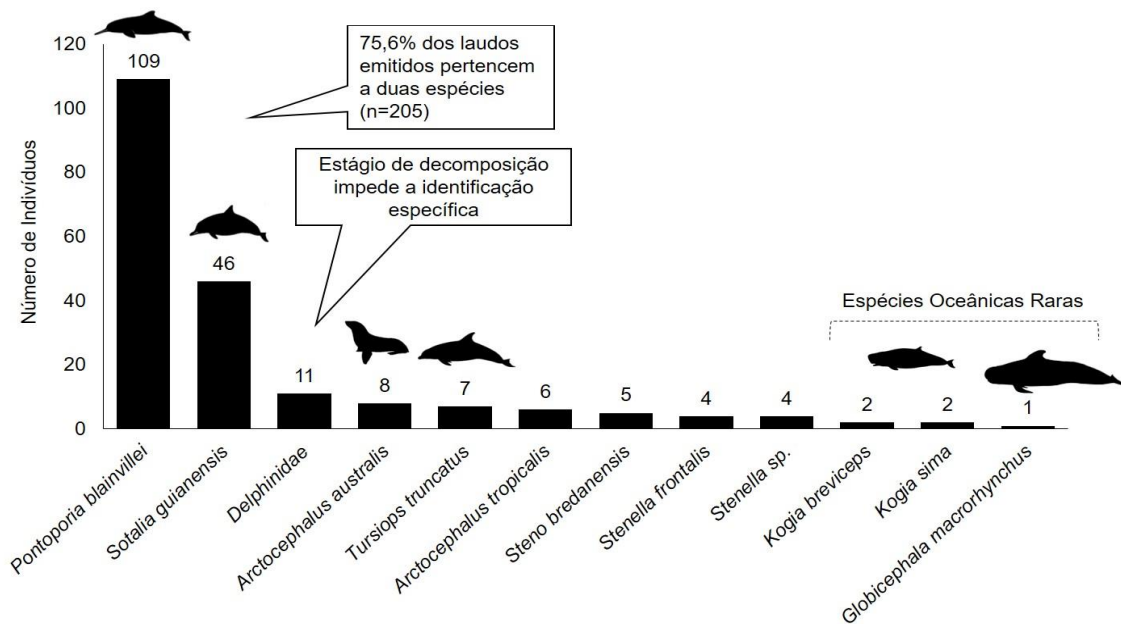 Número de Indivíduos
120
100
80
60
40
20
0
109
46
11
8
7
6
5
4
4
2
2
1
75,6% dos laudos
emitidos pertencem
a duas espécies
(n=205)
Estágio de decomposição
impede a identificação
específica
Espécies Oceânicas Raras
Pontoporia blainvillei
Sotalia guianensis
Delphinidae
Arctocephalus australis
Tursiops truncatus
Arctocephalus tropicalis
Steno bredanensis
Stenella frontalis
Stenella sp.
Kogia breviceps
Kogia sima
Globicephala macrorhynchus